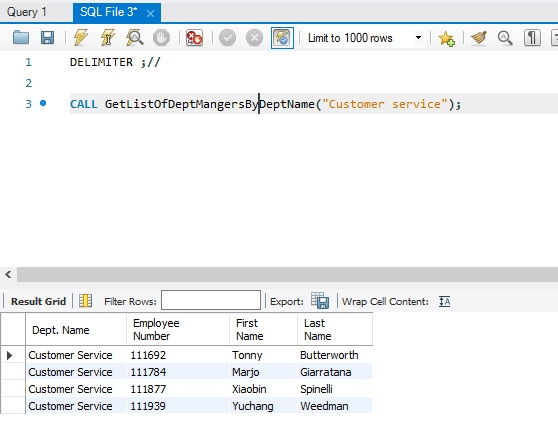 Query 1 SQL File 3* ×
Limit to 1000 rows
1 DELIMITER ;//
2
3 CALL GetListOfDeptMangersByDeptName("Customer service");
Result Grid Filter Rows: Export: Wrap Cell Content:
Dept. Name Employee Number First Name Last Name
Customer Service 111692 Tonny Butterworth
Customer Service 111784 Marjo Giarratana
Customer Service 111877 Xiaobin Spinelli
Customer Service 111939 Yuchang Weedman